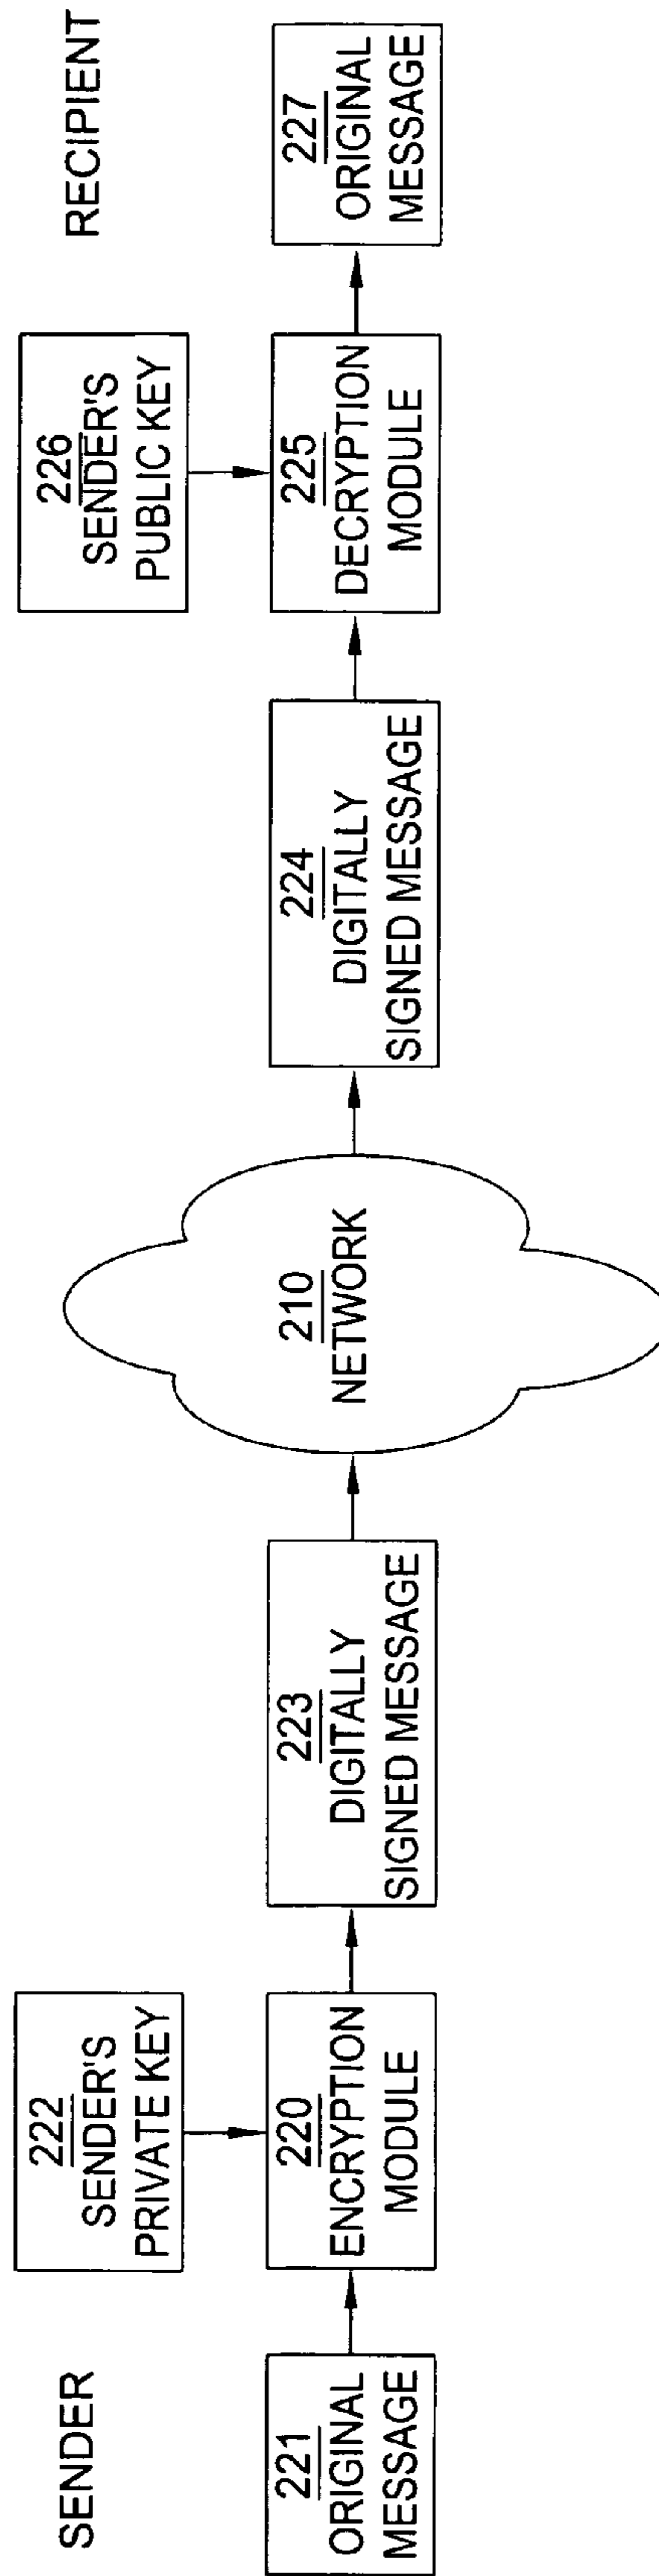 SENDER
RECIPIENT
221
ORIGINAL
MESSAGE
222
SENDER'S
PRIVATE KEY
220
ENCRYPTION
MODULE
223
DIGITALLY
SIGNED MESSAGE
210
NETWORK
224
DIGITALLY
SIGNED MESSAGE
226
SENDER'S
PUBLIC KEY
225
DECRYPTION
MODULE
227
ORIGINAL
MESSAGE